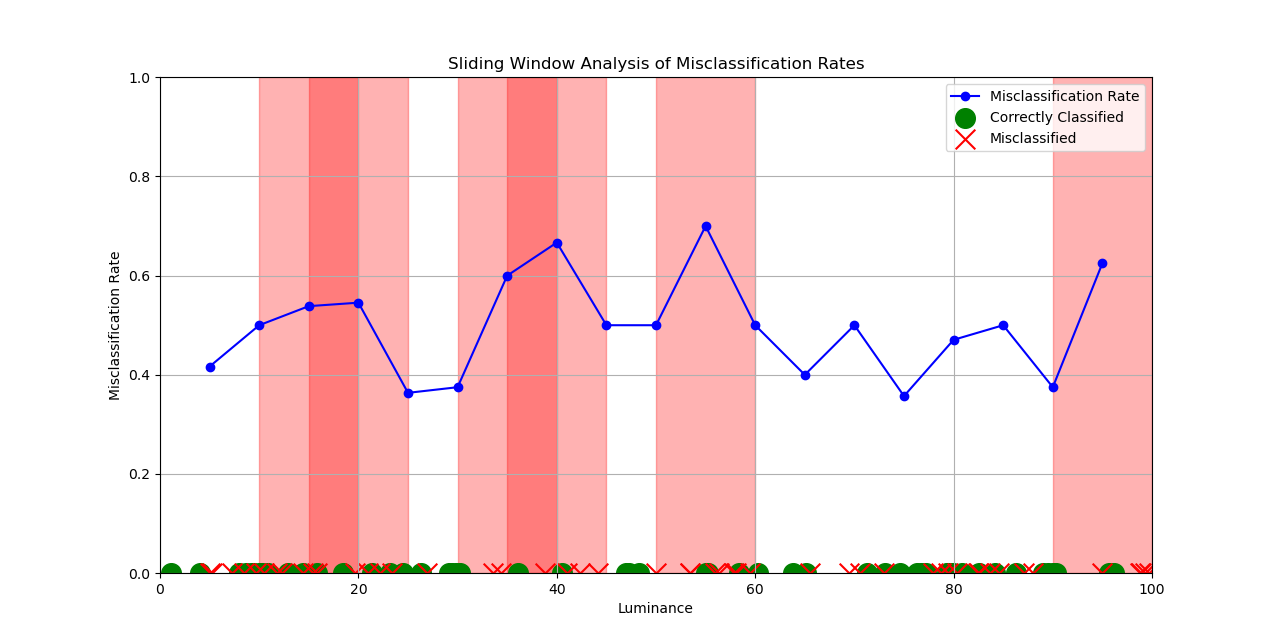 Sliding Window Analysis of Misclassification Rates
1.0
0.8
0.6
0.4
0.2
0.0
Misclassification Rate
Misclassification Rate
Correctly Classified
Misclassified
0
20
40
60
80
100
Luminance